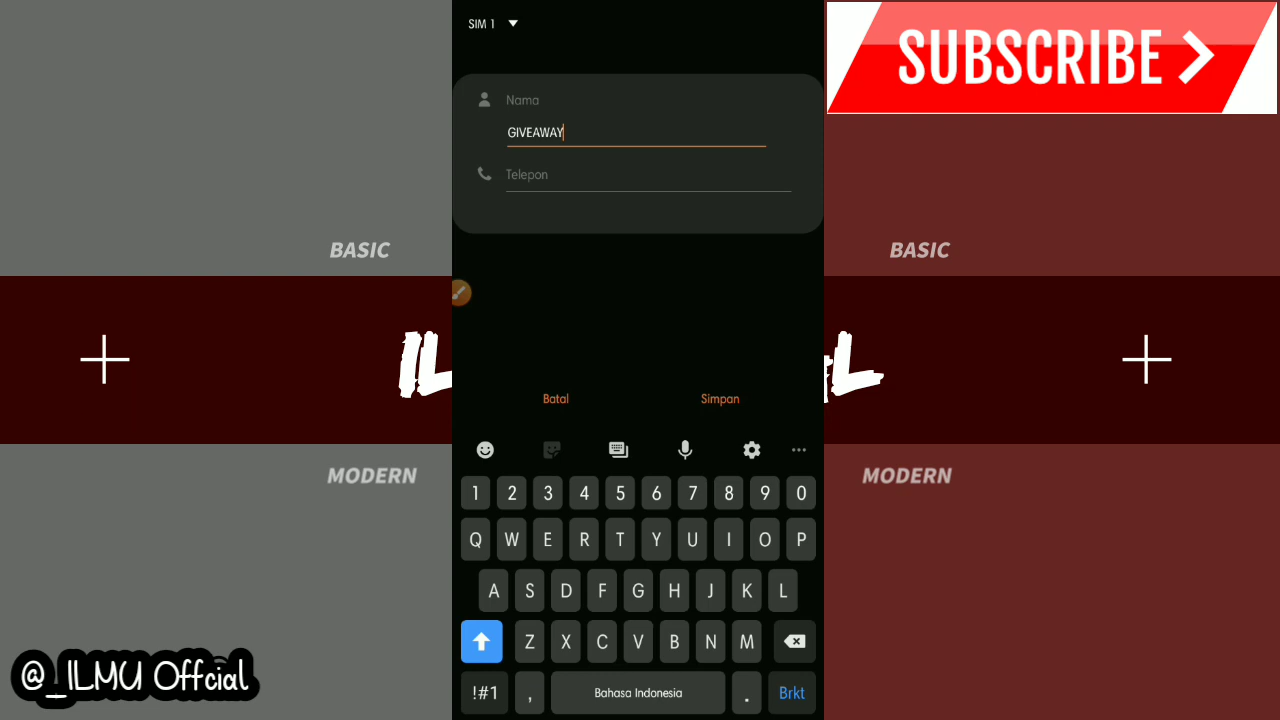 SIM 1
SUBSCRIBE
Nama
GIVEAWAY
Telepon
BASIC
BASIC
IL
L
MODERN
MODERN
Batal
Simpan
1 2 3 4 5 6 7 8 9 0
Q W E R T Y U I O P
A S D F G H J K L
Z X C V B N M
!#1 , Bahasa Indonesia . Brkt
@_ILMU Offcial